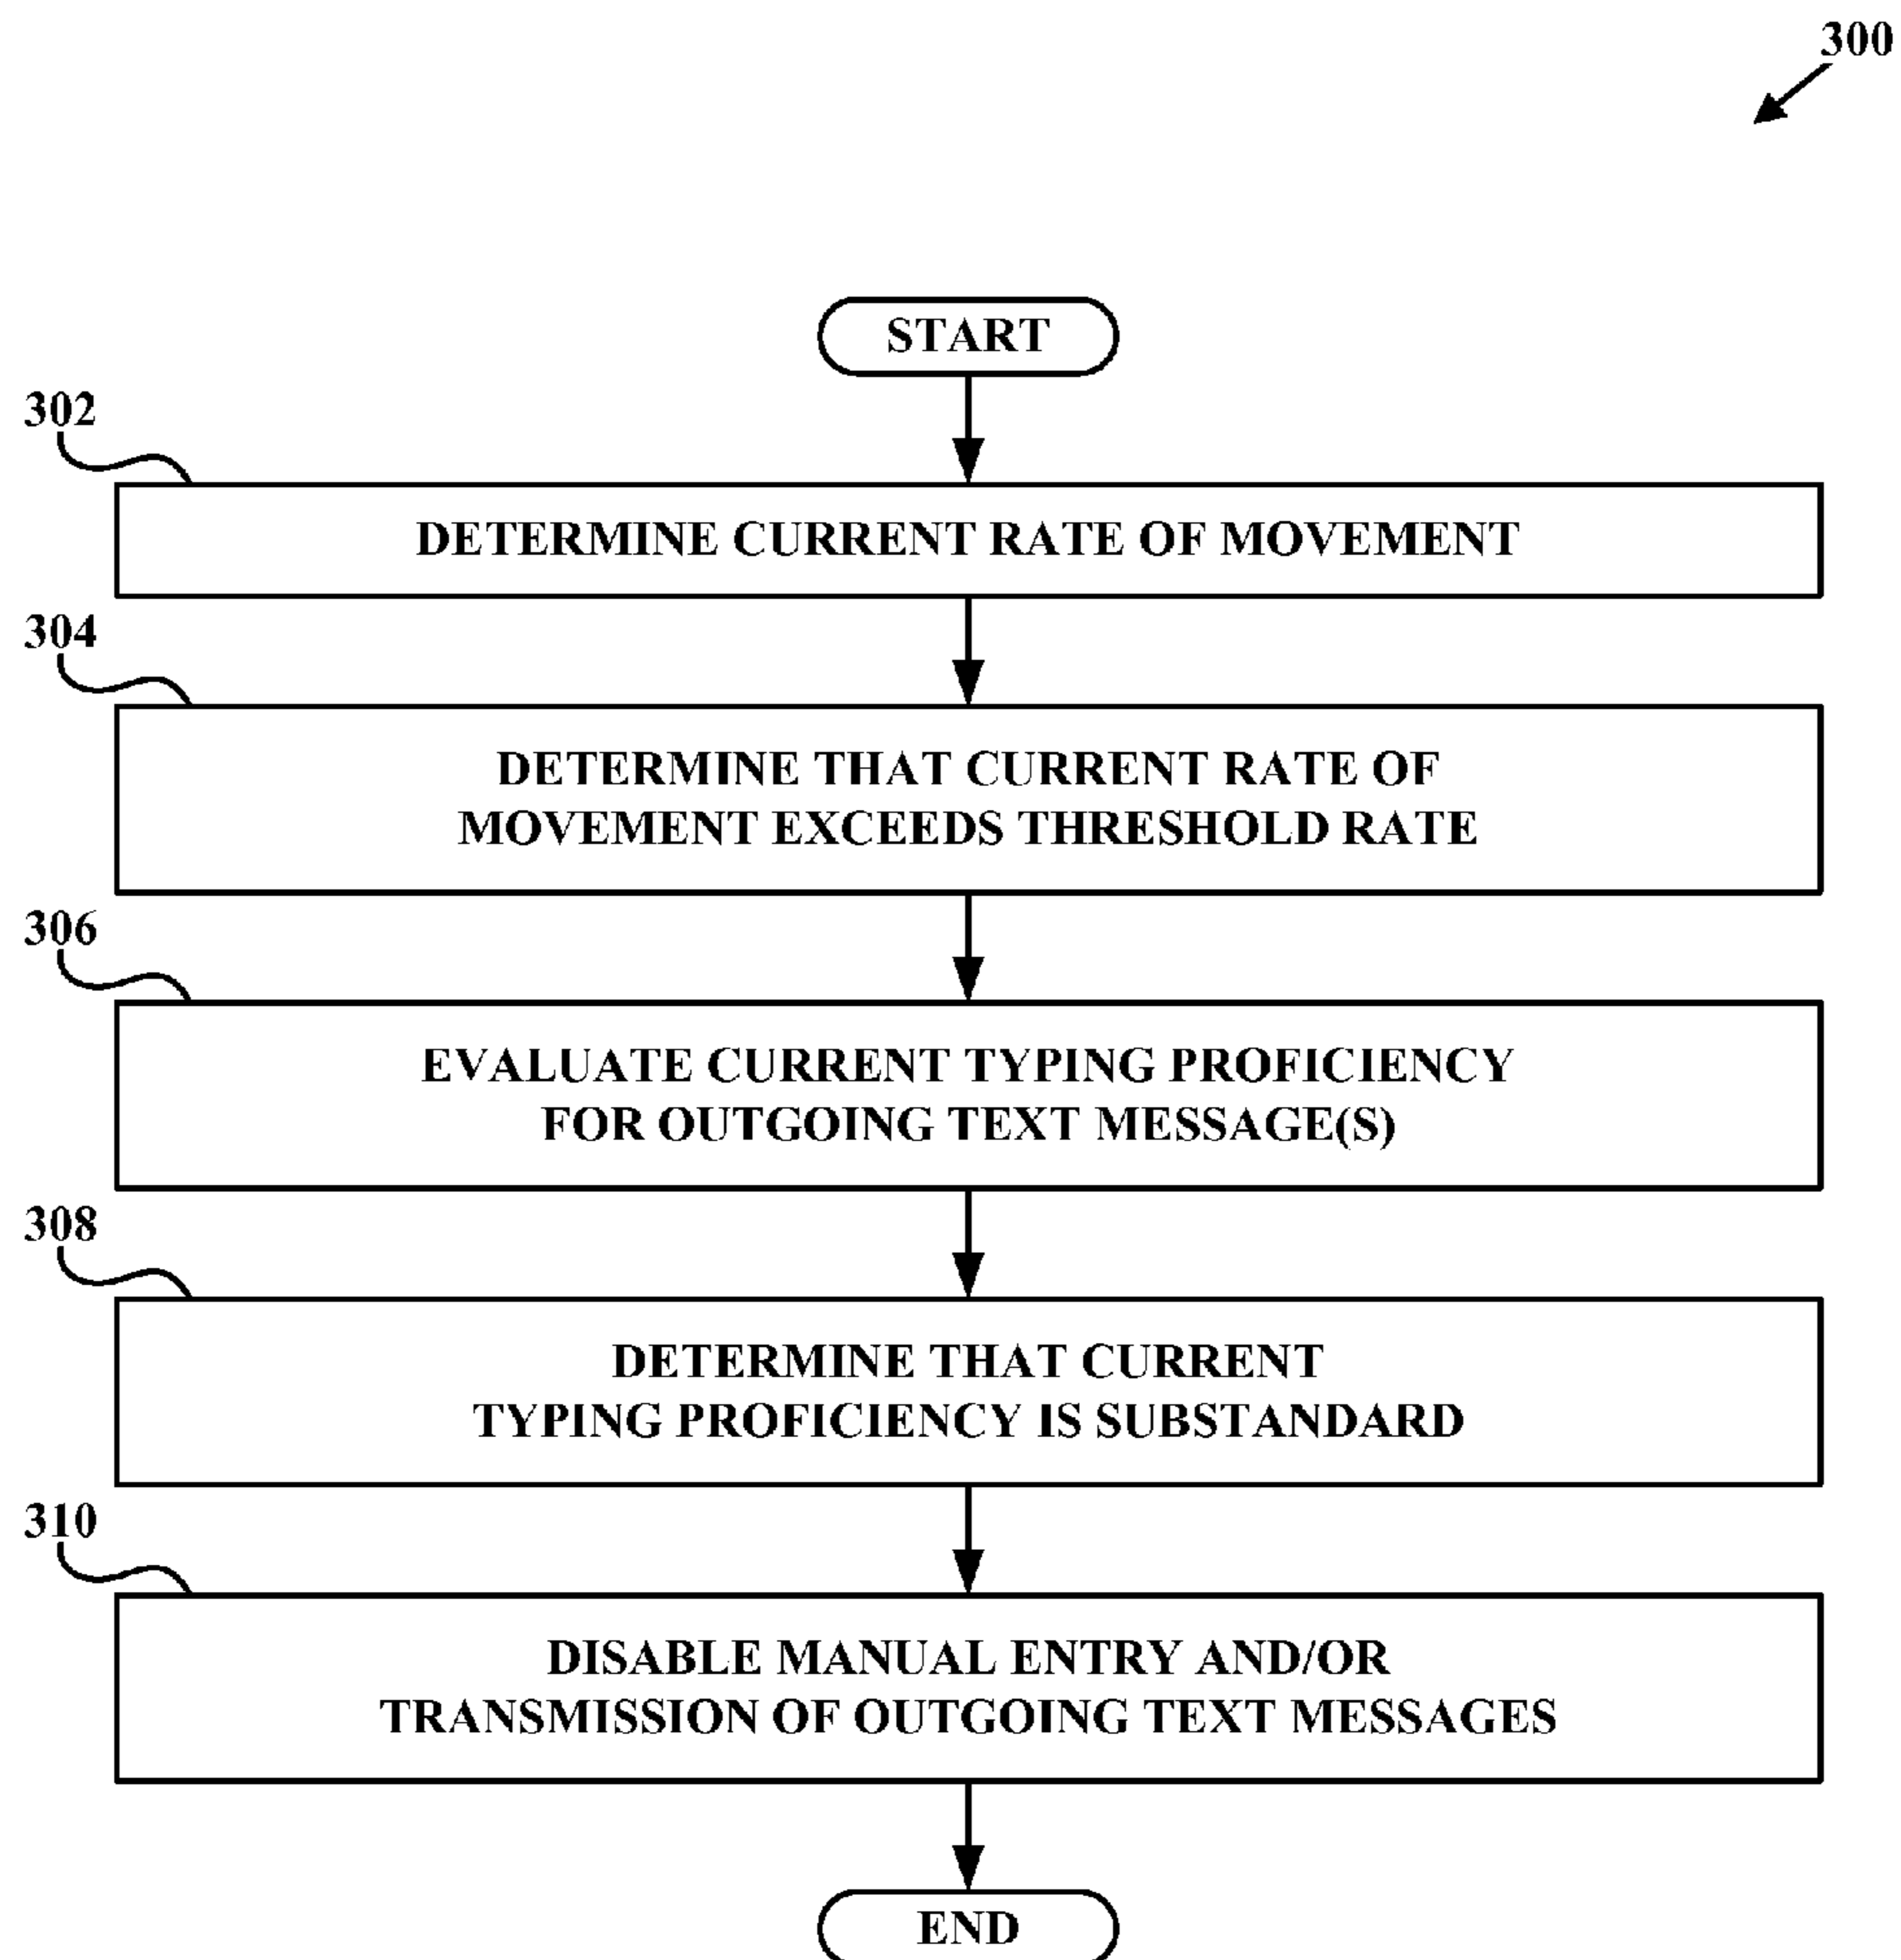 300
START
302
DETERMINE CURRENT RATE OF MOVEMENT
304
DETERMINE THAT CURRENT RATE OF
MOVEMENT EXCEEDS THRESHOLD RATE
306
EVALUATE CURRENT TYPING PROFICIENCY
FOR OUTGOING TEXT MESSAGE(S)
308
DETERMINE THAT CURRENT
TYPING PROFICIENCY IS SUBSTANDARD
310
DISABLE MANUAL ENTRY AND/OR
TRANSMISSION OF OUTGOING TEXT MESSAGES
END